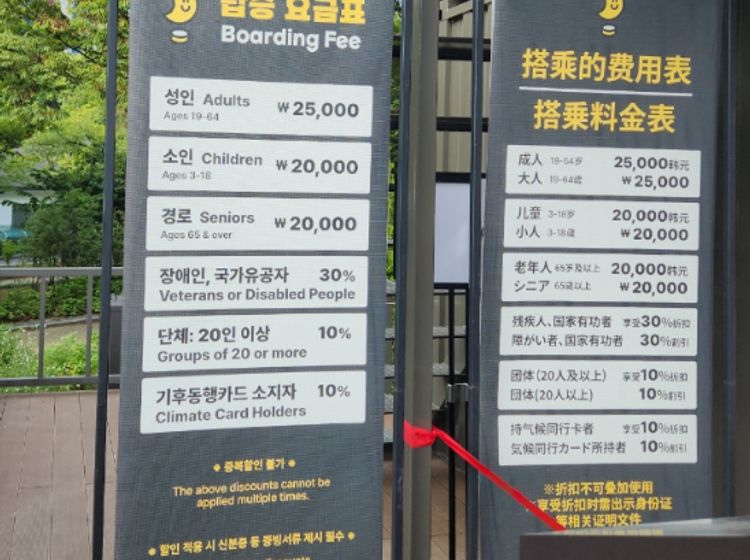 탑승 요금표
Boarding Fee
성인 Adults
Ages 19-64
₩ 25,000
소인 Children
Ages 3-18
₩ 20,000
경로 Seniors
Ages 65 & over
₩ 20,000
장애인, 국가유공자 30%
Veterans or Disabled People
단체: 20인 이상 10%
Groups of 20 or more
기후동행카드 소지자 10%
Climate Card Holders
◆ 중복할인 불가 ◆
The above discounts cannot be
applied multiple times.
◆ 할인 적용 시 신분증 등 증빙서류 제시 필수 ◆
搭乘的费用表
搭乗料金表
成人 19-64岁 25,000韩元
大人 19-64歳 ₩ 25,000
儿童 3-18岁 20,000韩元
小人 3-18歳 ₩ 20,000
老年人 65岁及以上 20,000韩元
シニア 65歳以上 ₩ 20,000
残疾人、国家有功者 享受30%折扣
障がい者、国家有功者 30%割引
团体(20人及以上) 享受10%折扣
団体(20人以上) 10%割引
持气候同行卡者 享受10%折扣
気候同行カード所持者 10%割引
※折扣不可叠加使用
享受折扣时需出示身份证
等相关证明文件